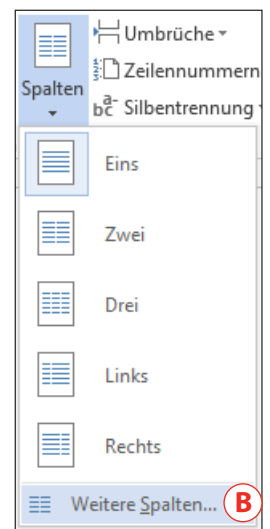 Umbrüche
Zeilennummern
Spalten
Silbentrennung
Eins
Zwei
Drei
Links
Rechts
Weitere Spalten... B